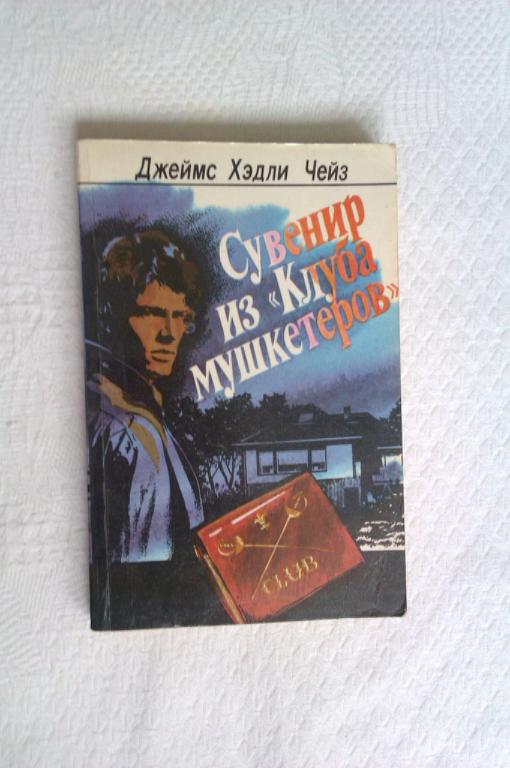 Джеймс Хэдли Чейз
Сувенир
из «Клуба
мушкетеров»
CLUB